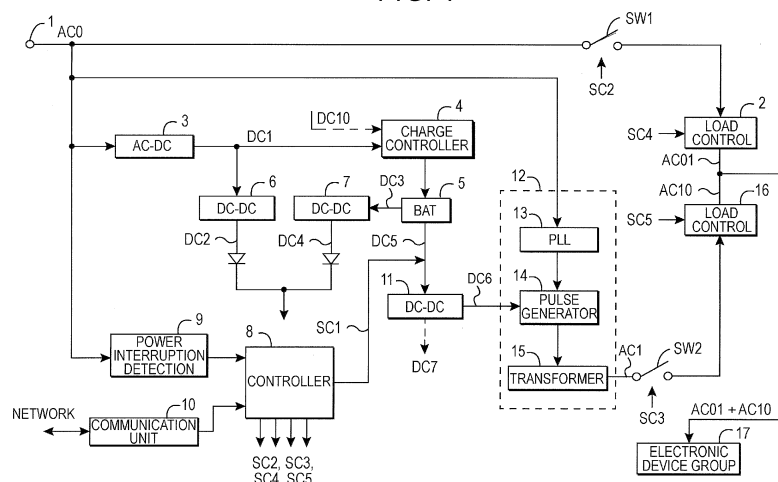 1
AC0
SW1
SC2
DC10
4
CHARGE
CONTROLLER
2
LOAD
CONTROL
SC4
3
AC-DC
DC1
AC01
AC10
16
LOAD
CONTROL
SC5
6
DC-DC
7
DC-DC
DC3
5
BAT
12
13
PLL
DC2
DC4
DC5
11
DC-DC
DC6
14
PULSE
GENERATOR
SC1
DC7
9
POWER
INTERRUPTION
DETECTION
8
CONTROLLER
15
TRANSFORMER
AC1
SW2
SC3
NETWORK
10
COMMUNICATION
UNIT
AC01 + AC10
17
ELECTRONIC
DEVICE GROUP
SC2, SC3,
SC4, SC5